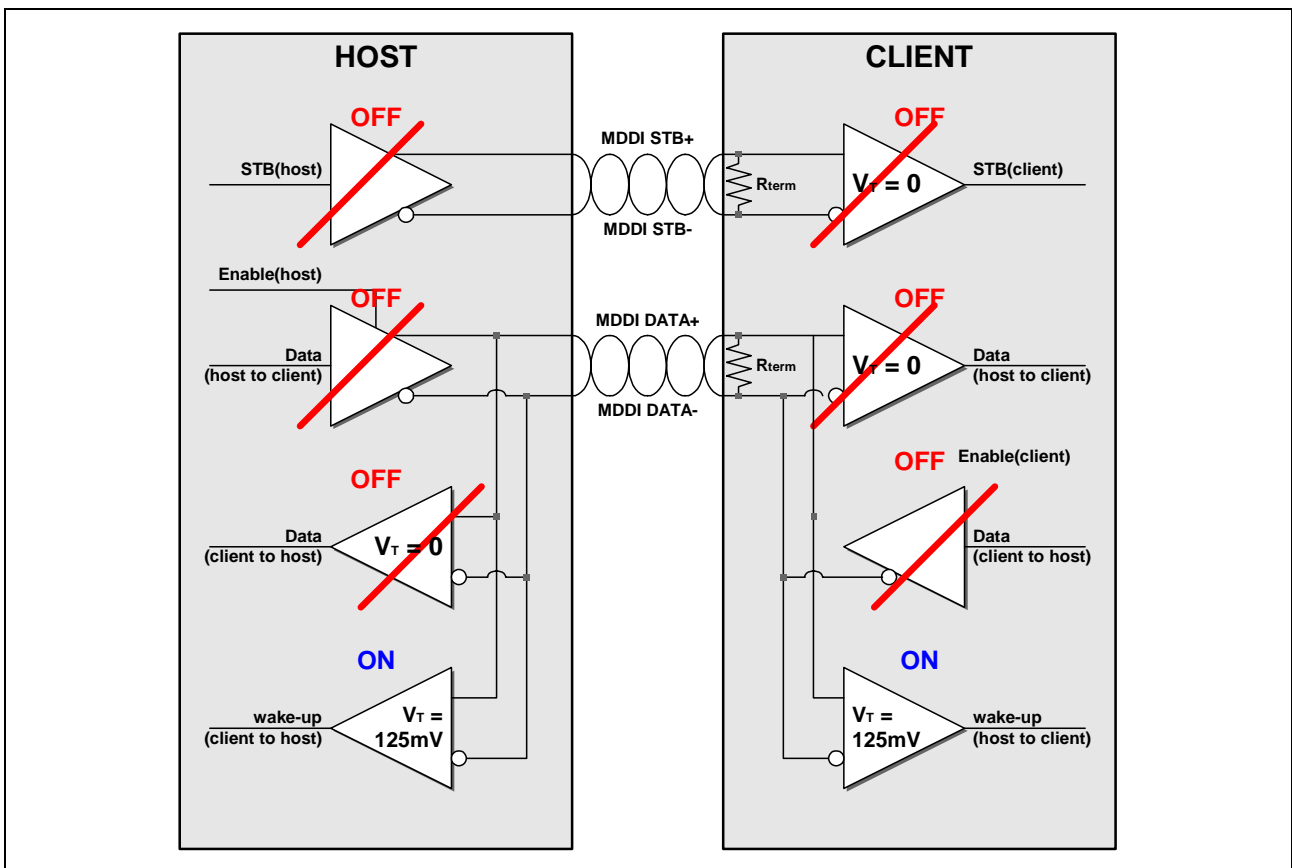 HOST
CLIENT
OFF
OFF
MDDI STB+
STB(host)
STB(client)
Rterm
VT = 0
MDDI STB-
Enable(host)
OFF
OFF
MDDI DATA+
Data
(host to client)
Rterm
VT = 0
Data
(host to client)
MDDI DATA-
OFF
OFF
Enable(client)
Data
(client to host)
VT = 0
Data
(client to host)
ON
ON
wake-up
(client to host)
VT =
125mV
VT =
125mV
wake-up
(host to client)